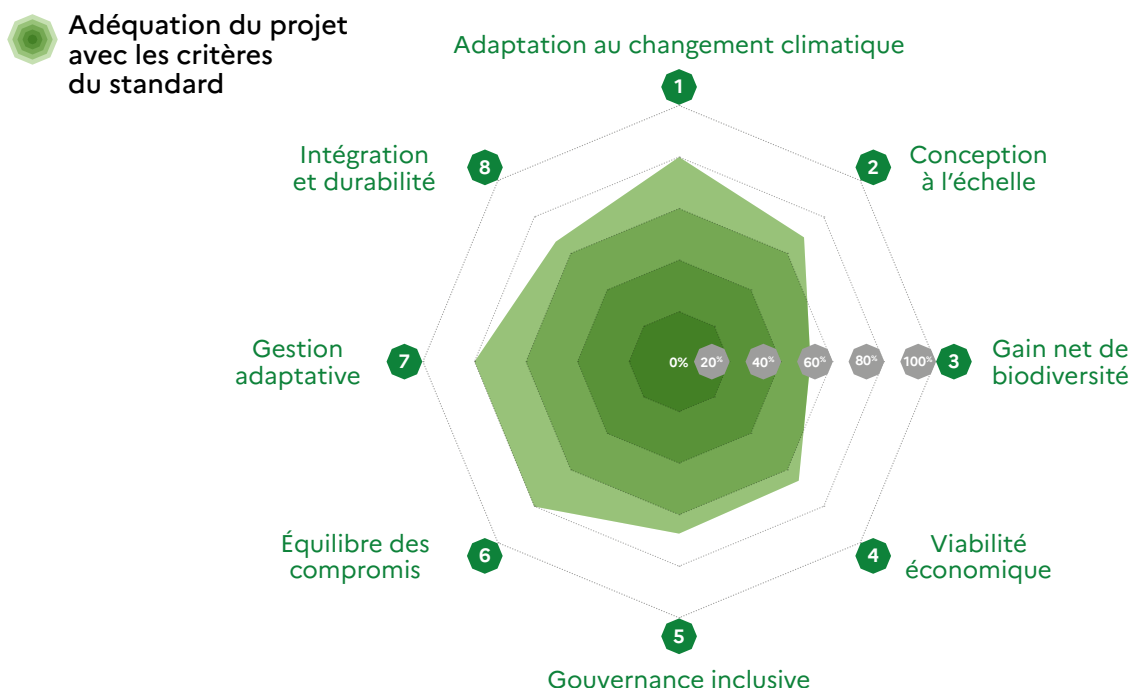 Adéquation du projet
avec les critères
du standard
Adaptation au changement climatique
1
2
Conception
à l'échelle
8
Intégration
et durabilité
7
Gestion
adaptative
0%
20%
40%
60%
80%
100%
3
Gain net de
biodiversité
6
Équilibre des
compromis
4
Viabilité
économique
5
Gouvernance inclusive